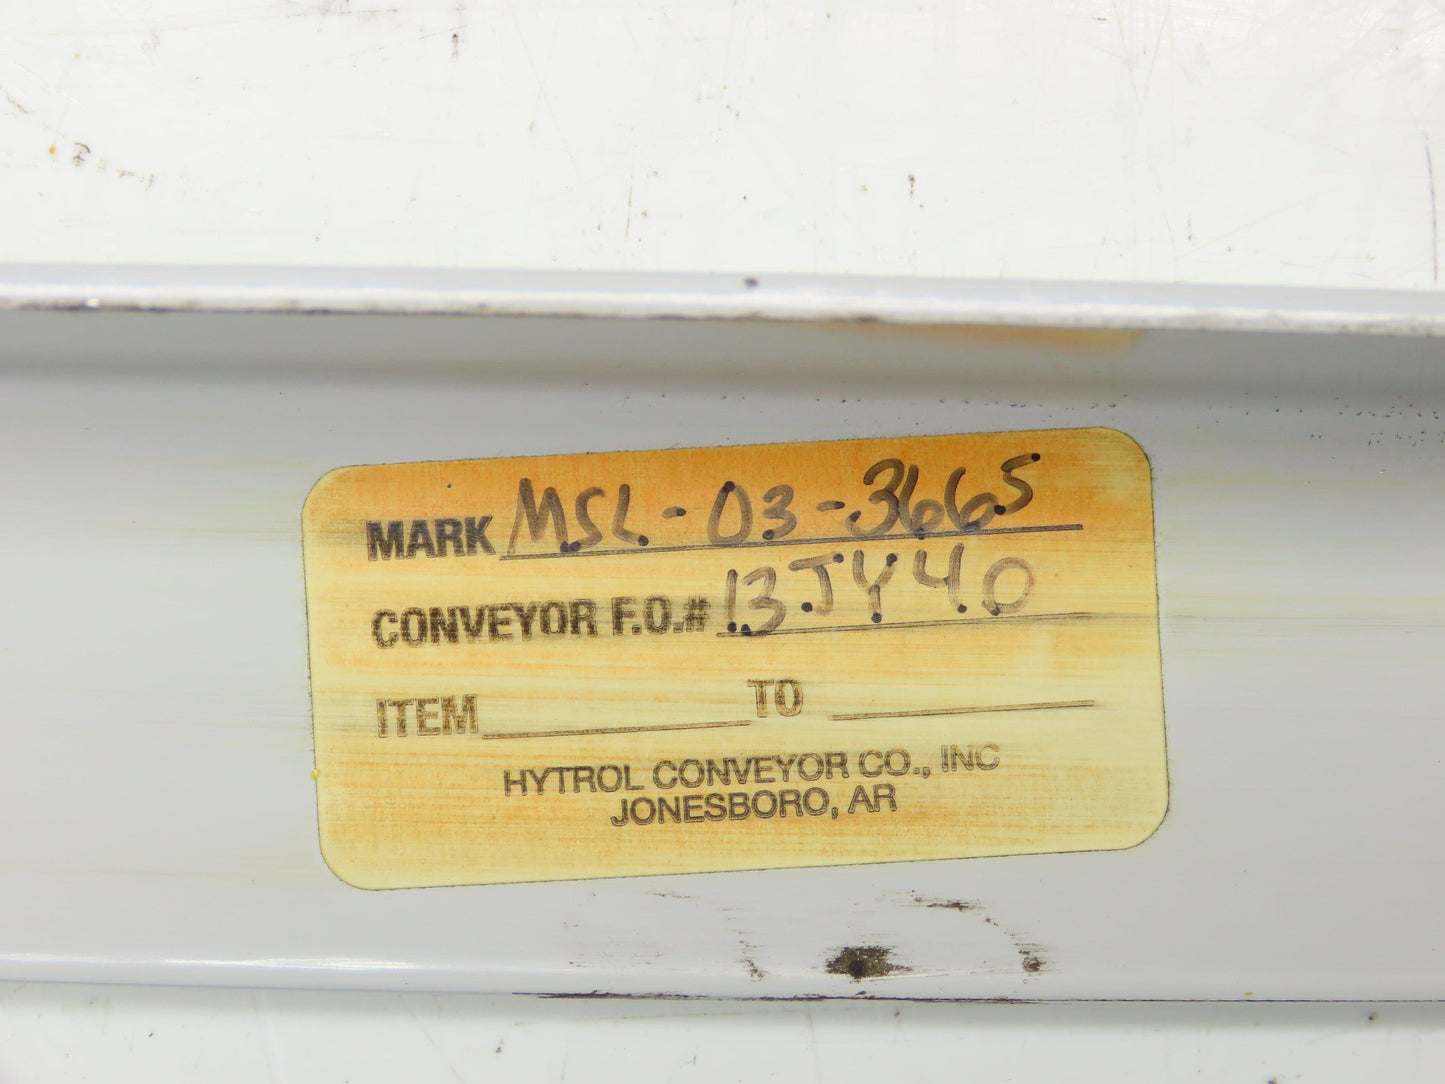 MARK MSL-03-3665
CONVEYOR F.O.# 13JY40
ITEM TO
HYTROL CONVEYOR CO., INC
JONESBORO, AR